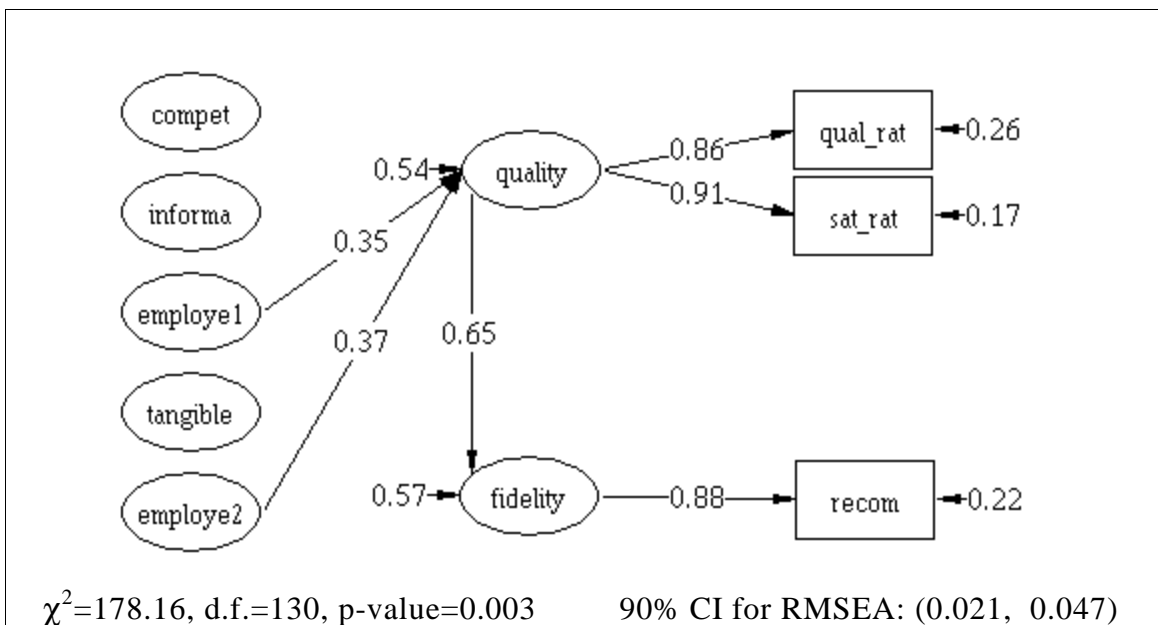 compet
informa
employe1
tangible
employe2
0.35
0.37
0.54
quality
0.65
0.57
fidelity
0.86
0.91
0.88
qual_rat
0.26
sat_rat
0.17
recom
0.22
χ²=178.16, d.f.=130, p-value=0.003 90% CI for RMSEA: (0.021, 0.047)